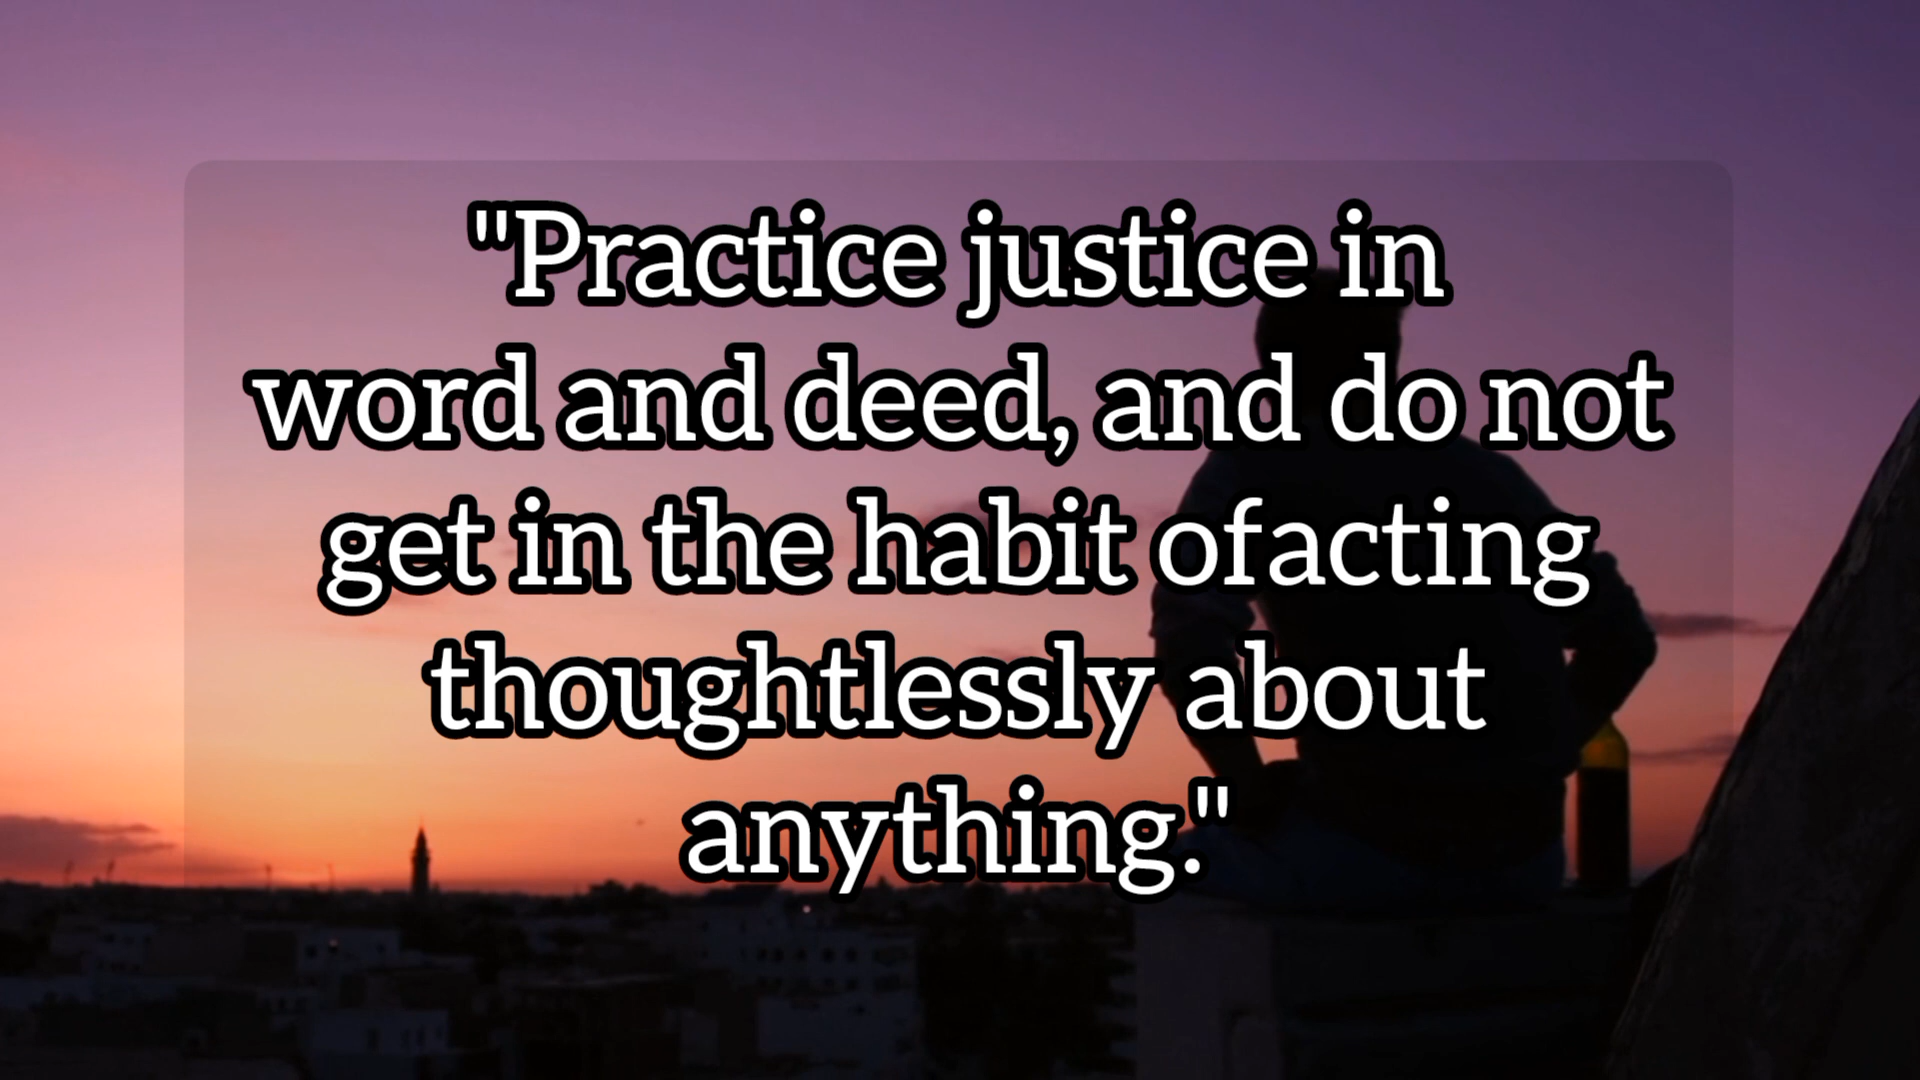 "Practice justice in
word and deed, and do not
get in the habit ofacting
thoughtlessly about
anything."